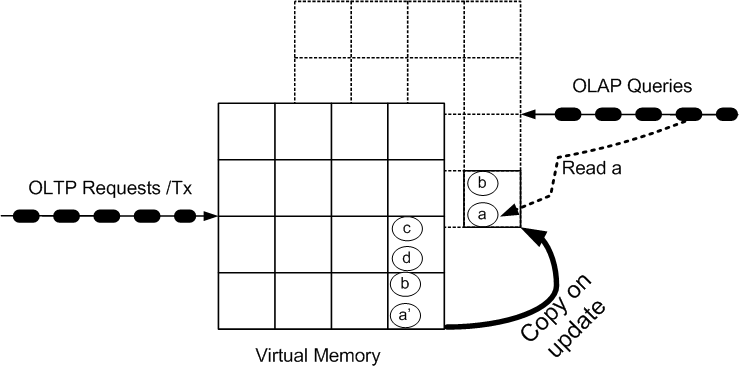 OLAP Queries
b
Read a
a
OLTP Requests /Tx
c
d
b
a'
Copy on
update
Virtual Memory